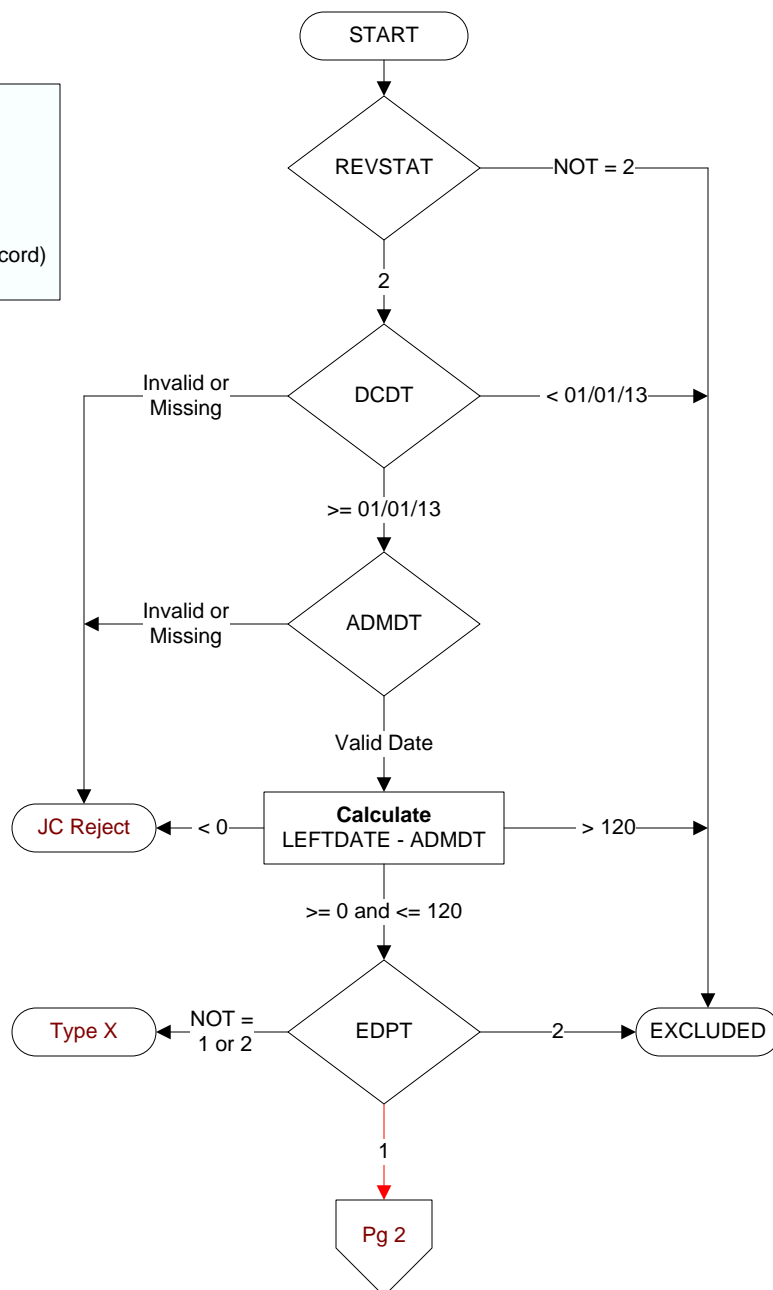 START
REVSTAT
NOT = 2
cord)
2
Invalid or
Missing
DCDT
< 01/01/13
>= 01/01/13
Invalid or
Missing
ADMDT
Valid Date
JC Reject
< 0
Calculate
LEFTDATE - ADMDT
> 120
>= 0 and <= 120
Type X
NOT =
1 or 2
EDPT
2
EXCLUDED
1
Pg 2